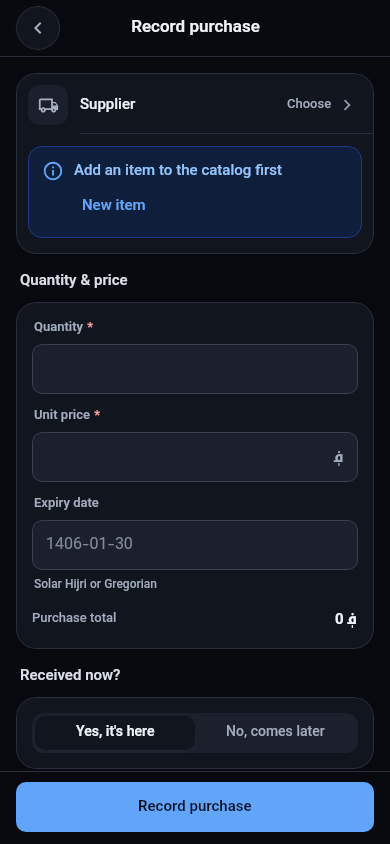 Record purchase
Supplier
Choose
Add an item to the catalog first
New item
Quantity & price
Quantity *
Unit price *
؋
Expiry date
1406-01-30
Solar Hijri or Gregorian
Purchase total
0 ؋
Received now?
Yes, it's here
No, comes later
Record purchase